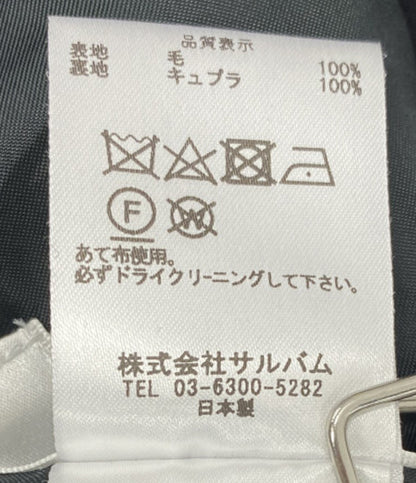 品質表示
表地 毛 100%
裏地 キュプラ 100%
F W
あて布使用。
必ずドライクリーニングして下さい。
株式会社サルバム
TEL 03-6300-5282
日本製